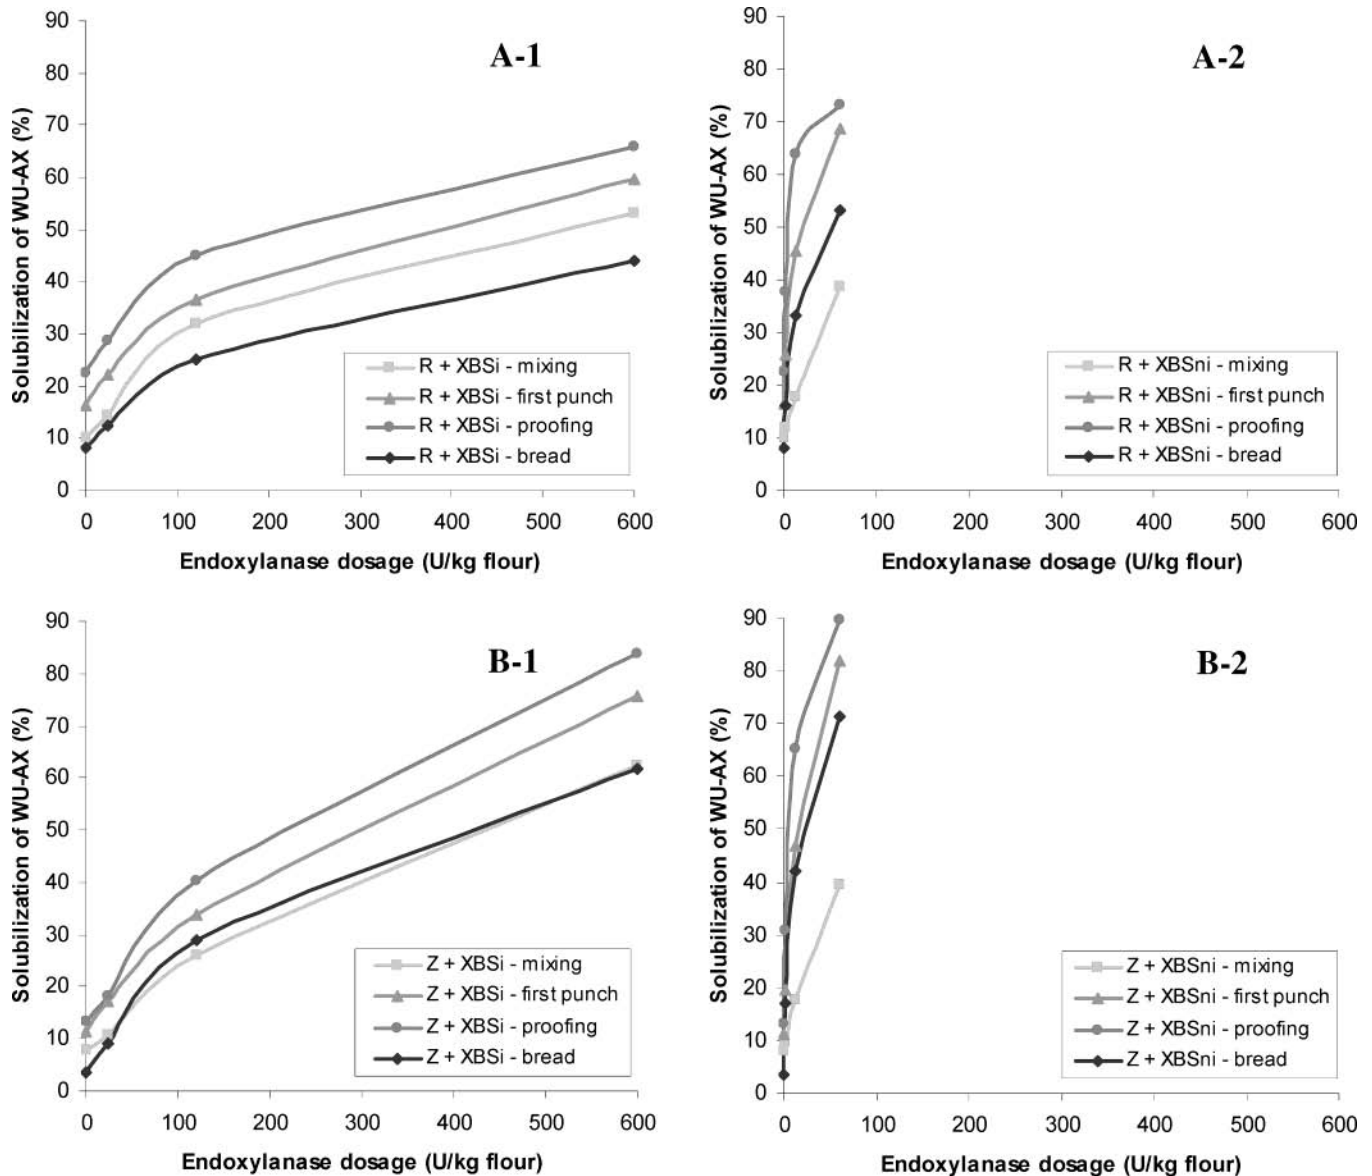 A-1
Solubilization of WU-AX (%)
90
80
70
60
50
40
30
20
10
0
R + XBSi - mixing
R + XBSi - first punch
R + XBSi - proofing
R + XBSi - bread
0 100 200 300 400 500 600
Endoxylanase dosage (U/kg flour)
A-2
Solubilization of WU-AX (%)
90
80
70
60
50
40
30
20
10
0
R + XBSni - mixing
R + XBSni - first punch
R + XBSni - proofing
R + XBSni - bread
0 100 200 300 400 500 600
Endoxylanase dosage (U/kg flour)
B-1
Solubilization of WU-AX (%)
90
80
70
60
50
40
30
20
10
0
Z + XBSi - mixing
Z + XBSi - first punch
Z + XBSi - proofing
Z + XBSi - bread
0 100 200 300 400 500 600
Endoxylanase dosage (U/kg flour)
B-2
Solubilization of WU-AX (%)
90
80
70
60
50
40
30
20
10
0
Z + XBSni - mixing
Z + XBSni - first punch
Z + XBSni - proofing
Z + XBSni - bread
0 100 200 300 400 500 600
Endoxylanase dosage (U/kg flour)